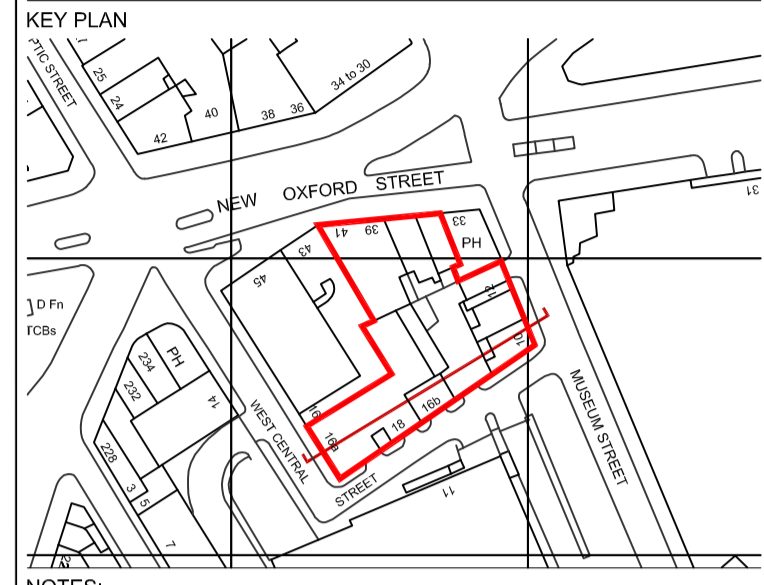 KEY PLAN
PTIC STREET
25
24
42
40
38
36
34 to 30
NEW OXFORD STREET
45
43
41
39
33
PH
31
D Fn
TCBs
12
10
234
PH
232
14
228
3
5
7
16
16a
18
16b
WEST CENTRAL
STREET
11
MUSEUM STREET
NOTES: